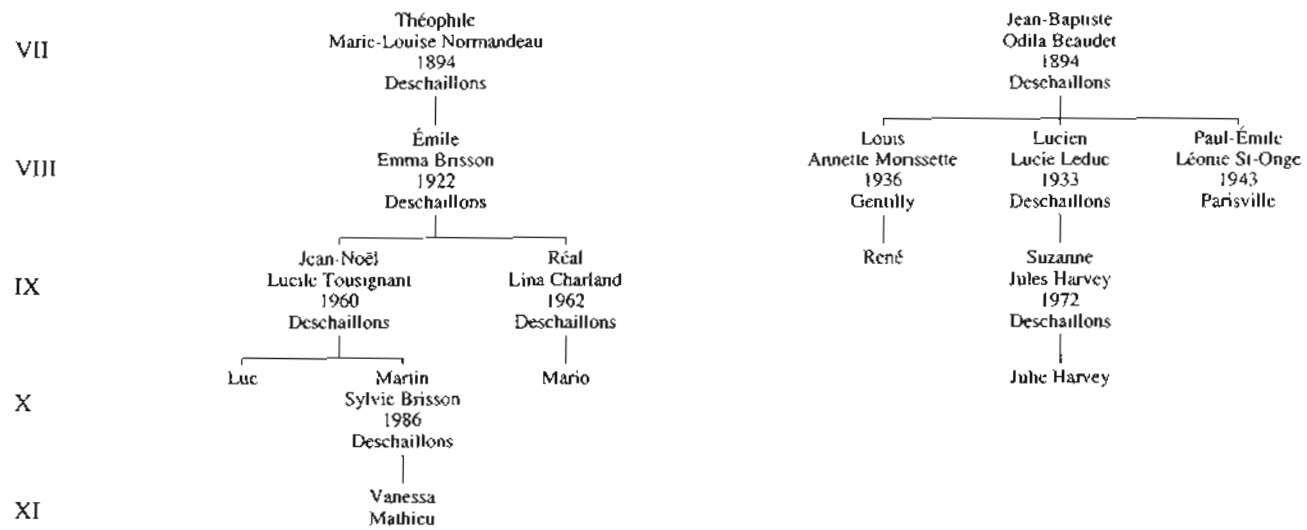 VII
Théophile
Marie-Louise Normandeau
1894
Deschaillons
Jean-Baptiste
Odila Beaudet
1894
Deschaillons
VIII
Émile
Emma Brisson
1922
Deschaillons
Louis
Annette Morissette
1936
Gentilly
Lucien
Lucie Leduc
1933
Deschaillons
Paul-Émile
Léonie St-Onge
1943
Parisville
IX
Jean-Noël
Lucile Tousignant
1960
Deschaillons
Réal
Lina Charland
1962
Deschaillons
René
Suzanne
Jules Harvey
1972
Deschaillons
X
Luc
Martin
Sylvie Brisson
1986
Deschaillons
Mario
Julie Harvey
XI
Vanessa
Mathieu